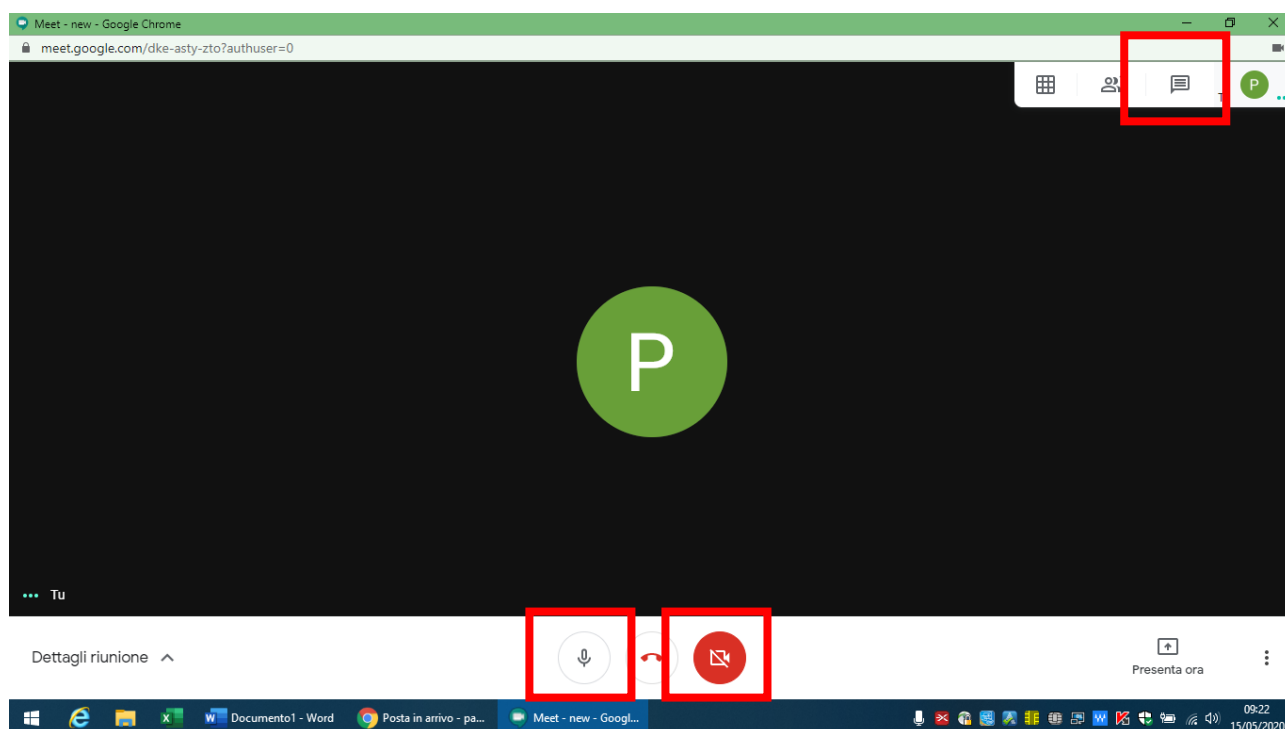 Meet - new - Google Chrome
meet.google.com/dke-asty-zto?authuser=0
T
P
P
Tu
Dettagli riunione
Presenta ora
Documento1 - Word
Posta in arrivo - pa...
Meet - new - Googl...
09:22
15/05/2020